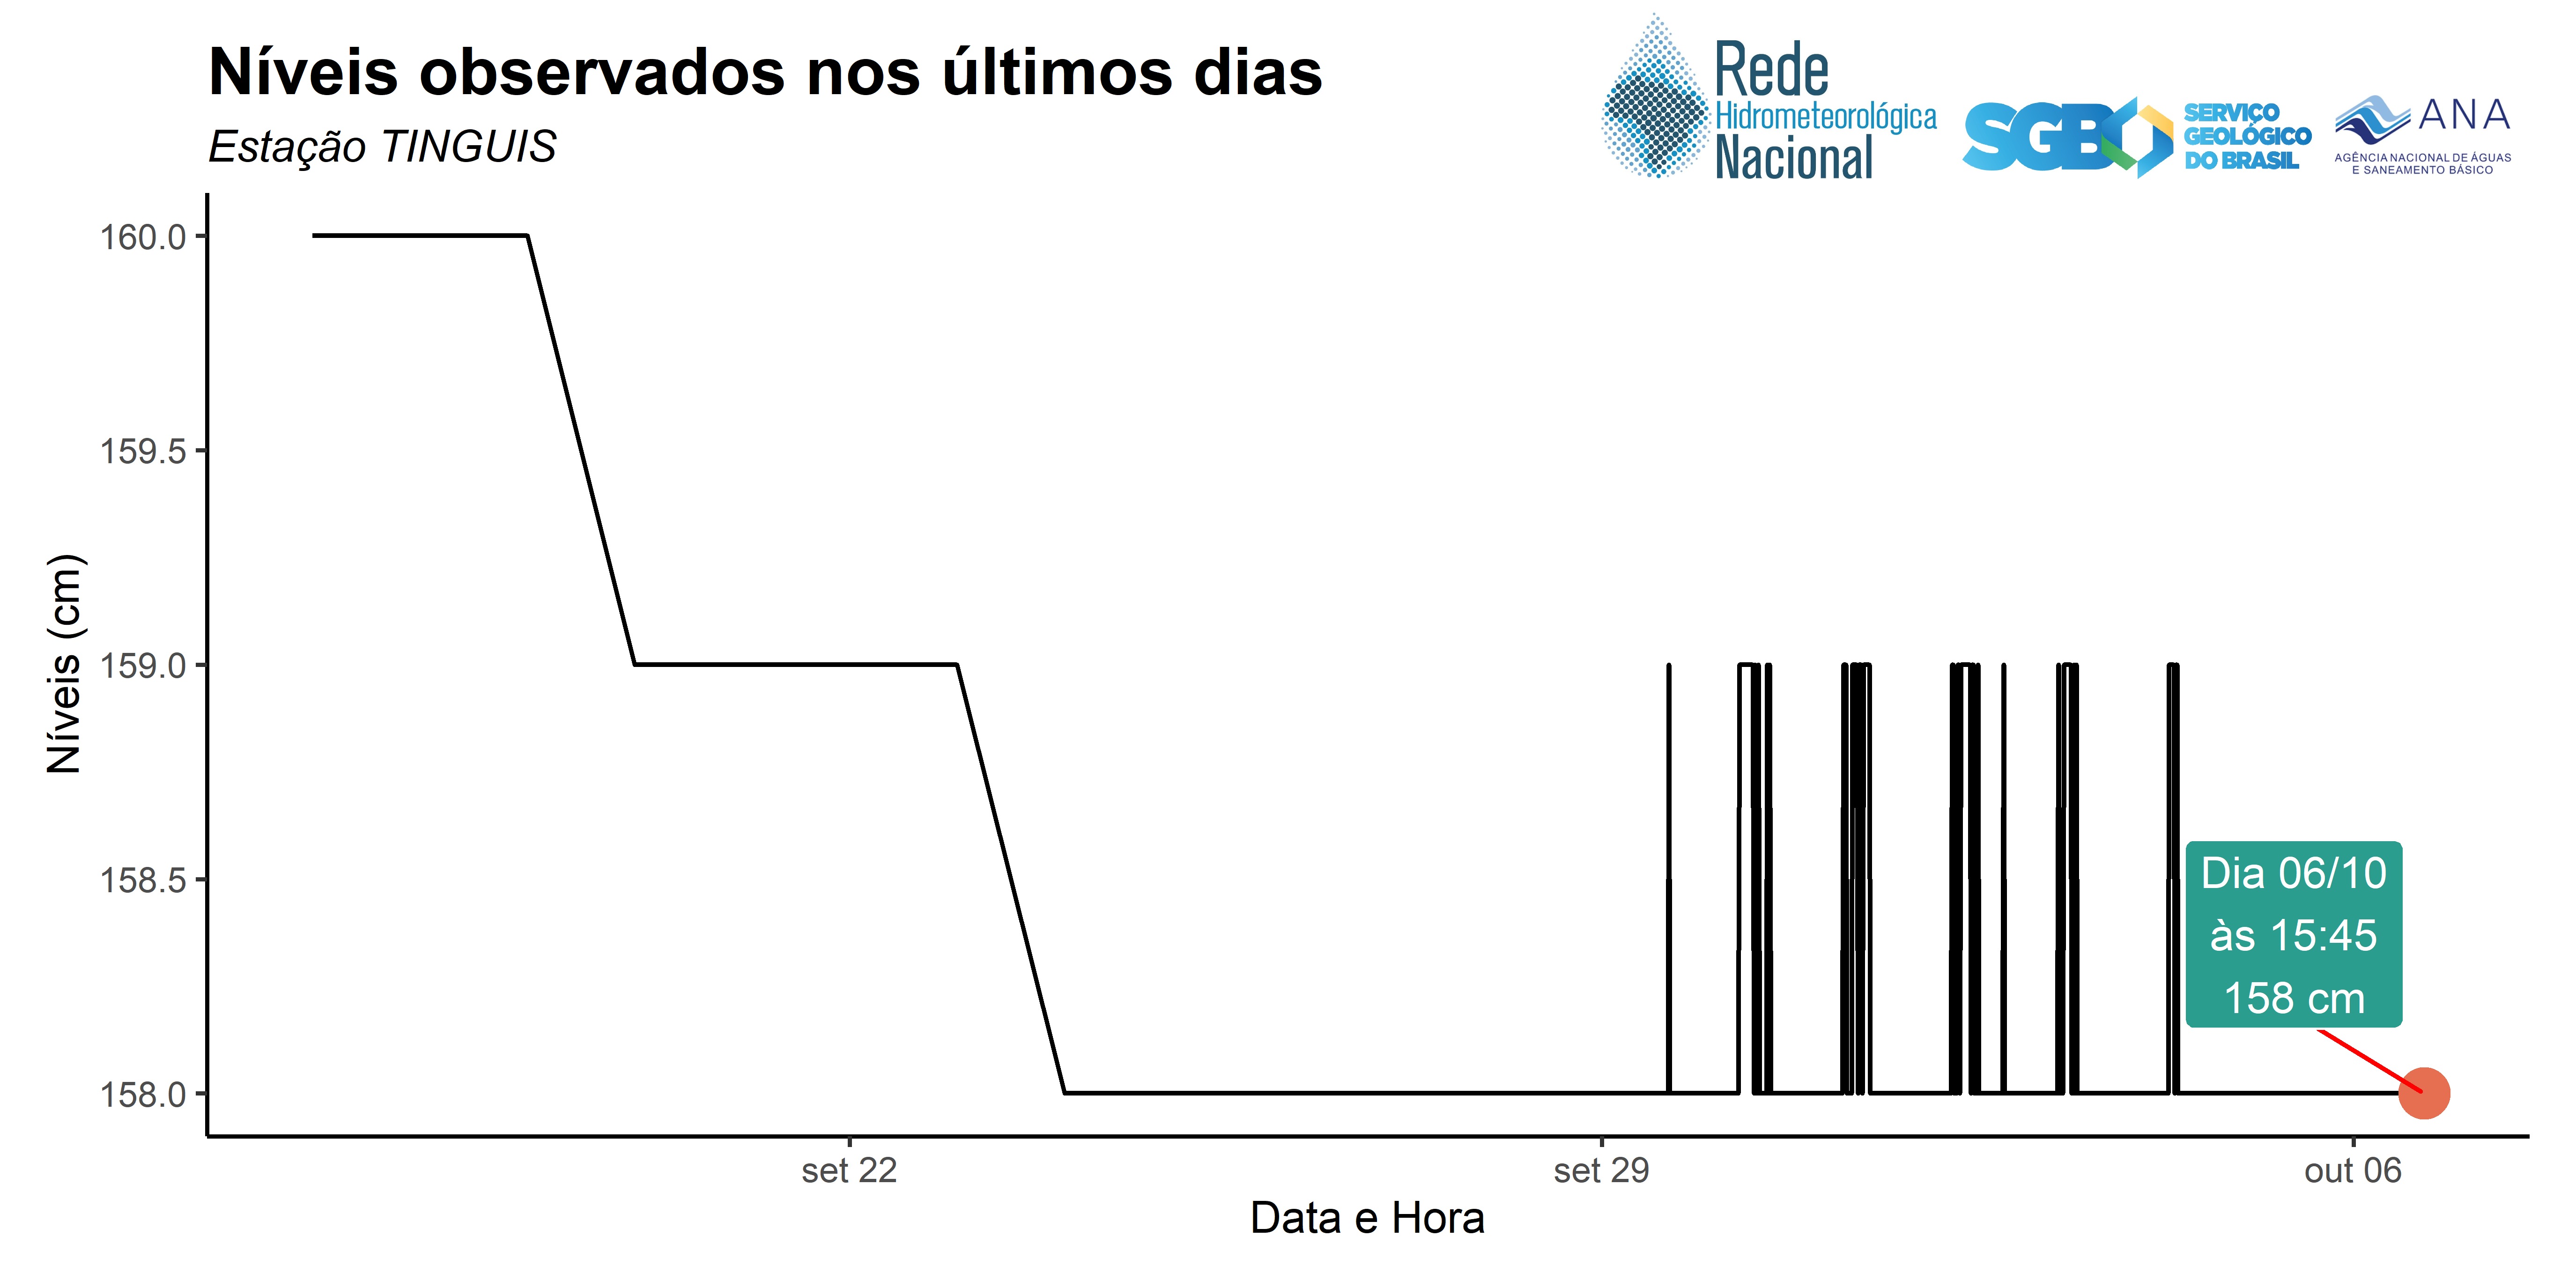 Níveis observados nos últimos dias
Estação TINGUIS
Rede
Hidrometeorológica
Nacional
SGB
SERVIÇO
GEOLÓGICO
DO BRASIL
ANA
AGÊNCIA NACIONAL DE ÁGUAS
E SANEAMENTO BÁSICO
Níveis (cm)
160.0
159.5
159.0
158.5
158.0
Dia 06/10
às 15:45
158 cm
set 22
set 29
out 06
Data e Hora